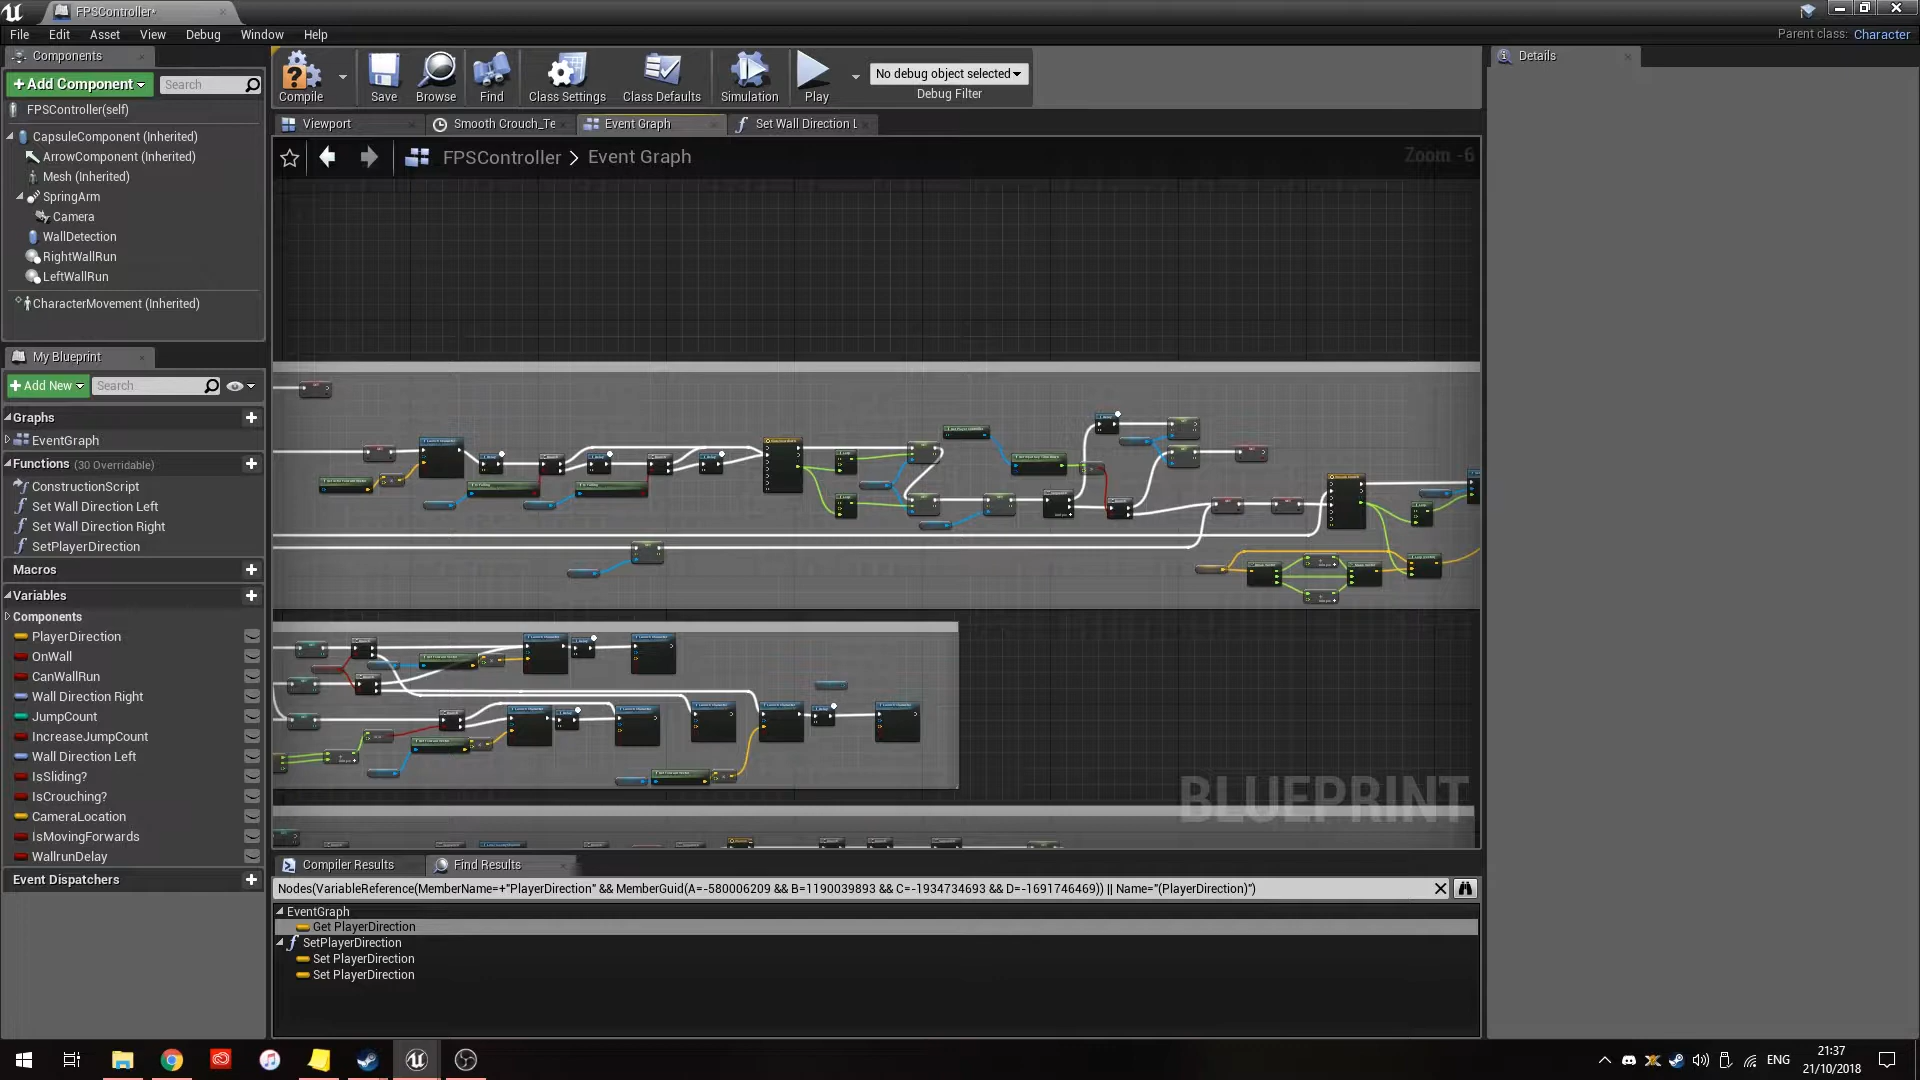 FPSController*
File Edit Asset View Debug Window Help
Parent class: Character
Components
+Add Component
Search
FPSController(self)
CapsuleComponent (Inherited)
ArrowComponent (Inherited)
Mesh (Inherited)
SpringArm
Camera
WallDetection
RightWallRun
LeftWallRun
CharacterMovement (Inherited)
My Blueprint
+Add New
Search
Graphs
EventGraph
Functions (30 Overridable)
ConstructionScript
Set Wall Direction Left
Set Wall Direction Right
SetPlayerDirection
Macros
Variables
Components
PlayerDirection
OnWall
CanWallRun
Wall Direction Right
JumpCount
IncreaseJumpCount
Wall Direction Left
IsSliding?
IsCrouching?
CameraLocation
IsMovingForwards
WallrunDelay
Event Dispatchers
Compile
Save
Browse
Find
Class Settings
Class Defaults
Simulation
Play
No debug object selected
Debug Filter
Viewport
Smooth Crouch_Te
Event Graph
Set Wall Direction L
FPSController > Event Graph
Zoom -6
BLUEPRINT
Compiler Results
Find Results
Nodes(VariableReference(MemberName=+"PlayerDirection" && MemberGuid(A=-580006209 && B=1190039893 && C=-1934734693 && D=-1691746469)) || Name="(PlayerDirection)")
EventGraph
Get PlayerDirection
SetPlayerDirection
Set PlayerDirection
Set PlayerDirection
Details
ENG
21:37
21/10/2018